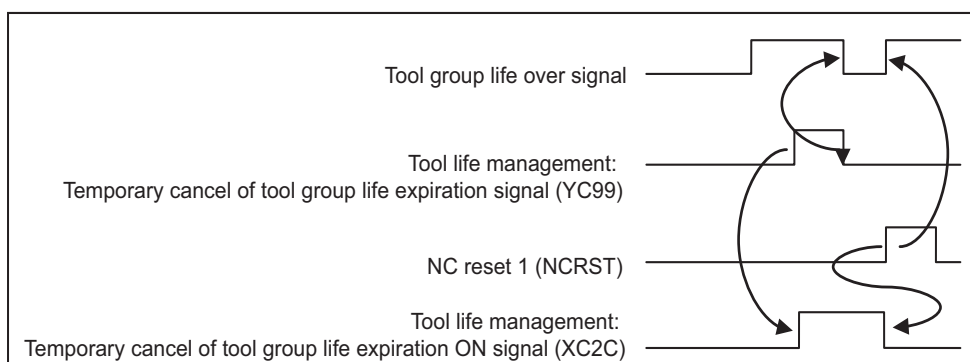 Tool group life over signal
Tool life management:
Temporary cancel of tool group life expiration signal (YC99)
NC reset 1 (NCRST)
Tool life management:
Temporary cancel of tool group life expiration ON signal (XC2C)